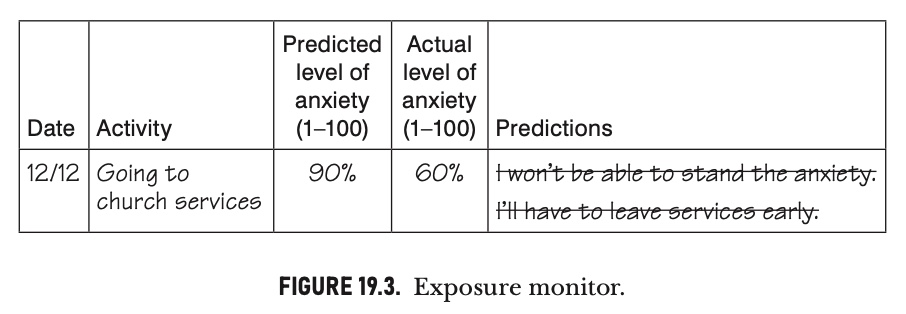 Predicted Actual
level of level of
anxiety anxiety
Date Activity (1–100) (1–100) Predictions
12/12 Going to 90% 60% I won't be able to stand the anxiety.
church services I'll have to leave services early.
FIGURE 19.3. Exposure monitor.